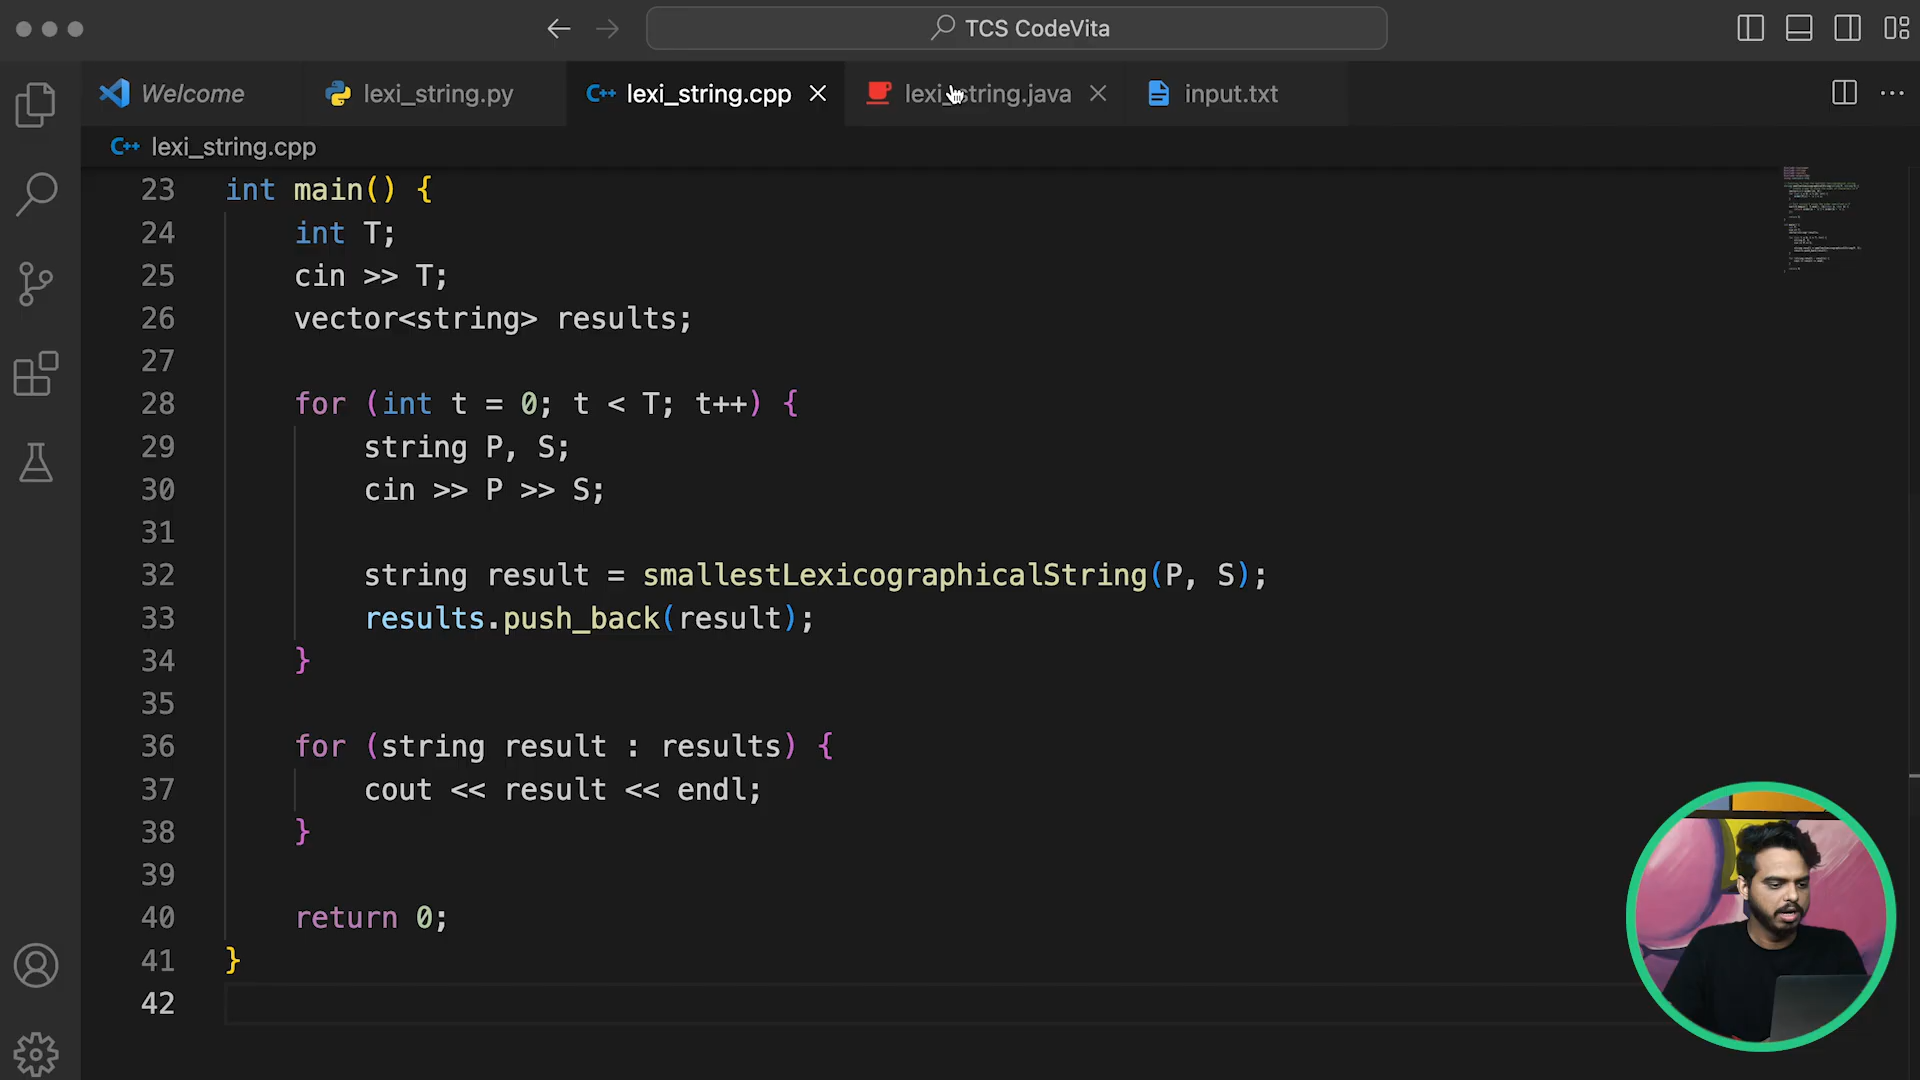 TCS CodeVita
Welcome
lexi_string.py
C++ lexi_string.cpp
lexi_string.java
input.txt
C++ lexi_string.cpp
23 int main() {
24 int T;
25 cin >> T;
26 vector<string> results;
27
28 for (int t = 0; t < T; t++) {
29 string P, S;
30 cin >> P >> S;
31
32 string result = smallestLexicographicalString(P, S);
33 results.push_back(result);
34 }
35
36 for (string result : results) {
37 cout << result << endl;
38 }
39
40 return 0;
41 }
42